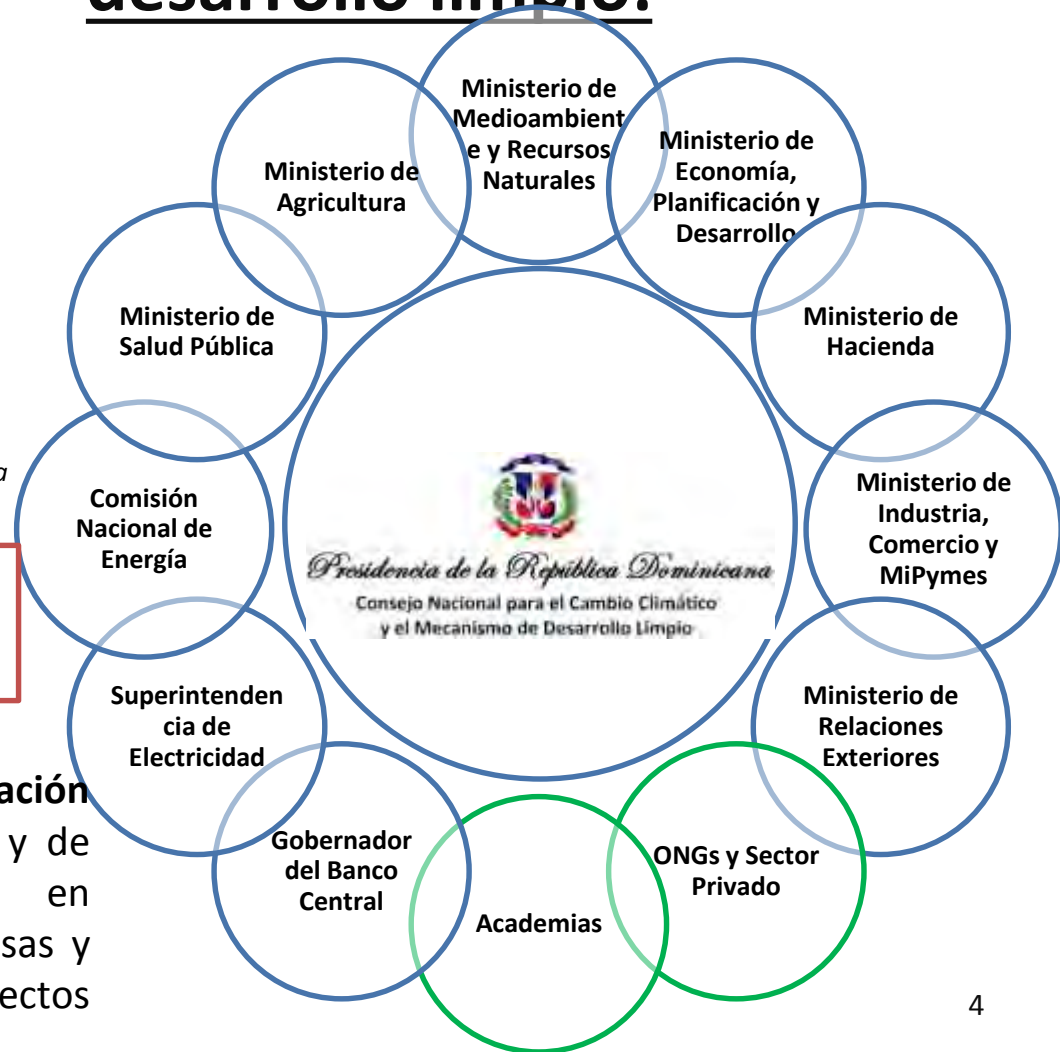 desarrollo limpio.
Ministerio de
Medioambient
e y Recursos
Naturales
Ministerio de
Economía,
Planificación y
Desarrollo
Ministerio de
Hacienda
Ministerio de
Industria,
Comercio y
MiPymes
Ministerio de
Relaciones
Exteriores
ONGs y Sector
Privado
Academias
Gobernador
del Banco
Central
Superintenden
cia de
Electricidad
Comisión
Nacional de
Energía
Ministerio de
Salud Pública
Ministerio de
Agricultura
Presidencia de la República Dominicana
Consejo Nacional para el Cambio Climático
y el Mecanismo de Desarrollo Limpio
a
ación
y de
en
sas y
ectos
4